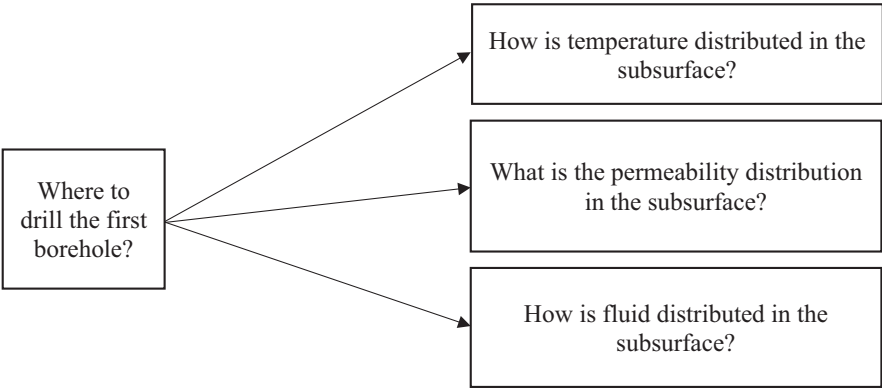 Where to
drill the first
borehole?
How is temperature distributed in the
subsurface?
What is the permeability distribution
in the subsurface?
How is fluid distributed in the
subsurface?